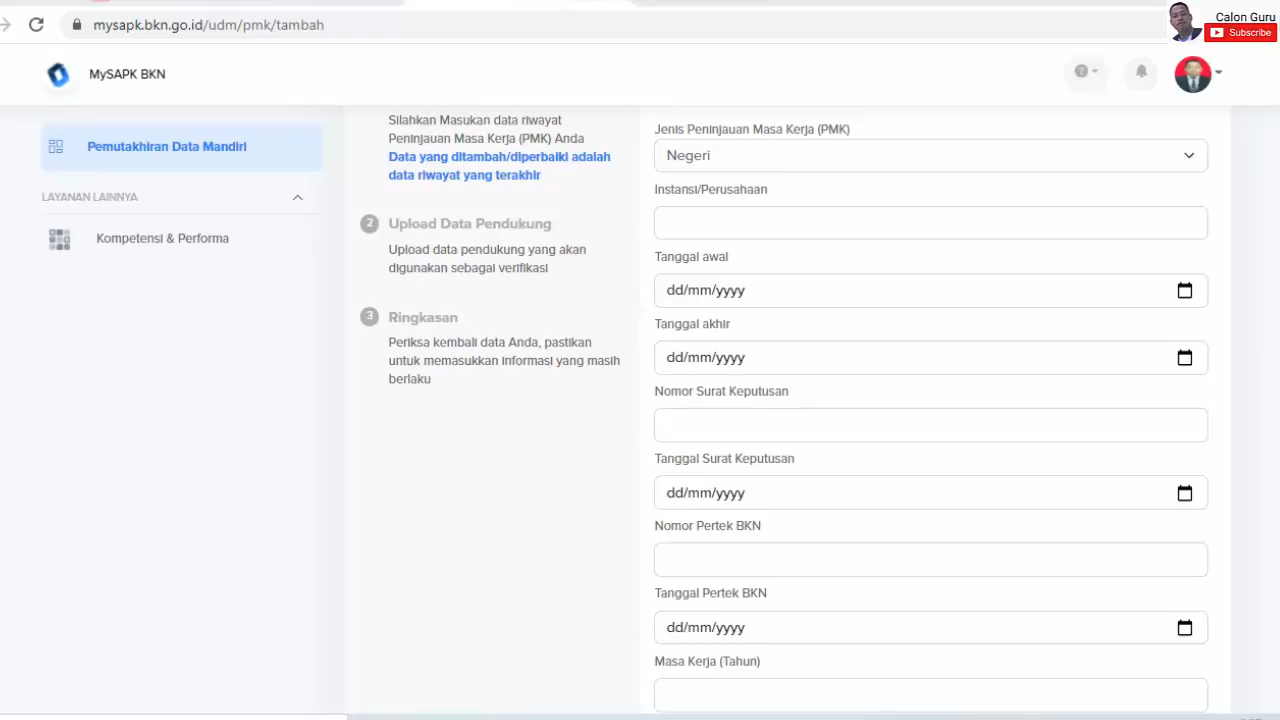 mysapk.bkn.go.id/udm/pmk/tambah
Calon Guru
Subscribe
MySAPK BKN
Pemutakhiran Data Mandiri
LAYANAN LAINNYA
Kompetensi & Performa
Silahkan Masukan data riwayat
Peninjauan Masa Kerja (PMK) Anda
Data yang ditambah/diperbaiki adalah
data riwayat yang terakhir
2 Upload Data Pendukung
Upload data pendukung yang akan
digunakan sebagai verifikasi
3 Ringkasan
Periksa kembali data Anda, pastikan
untuk memasukkan informasi yang masih
berlaku
Jenis Peninjauan Masa Kerja (PMK)
Negeri
Instansi/Perusahaan
Tanggal awal
dd/mm/yyyy
Tanggal akhir
dd/mm/yyyy
Nomor Surat Keputusan
Tanggal Surat Keputusan
dd/mm/yyyy
Nomor Pertek BKN
Tanggal Pertek BKN
dd/mm/yyyy
Masa Kerja (Tahun)